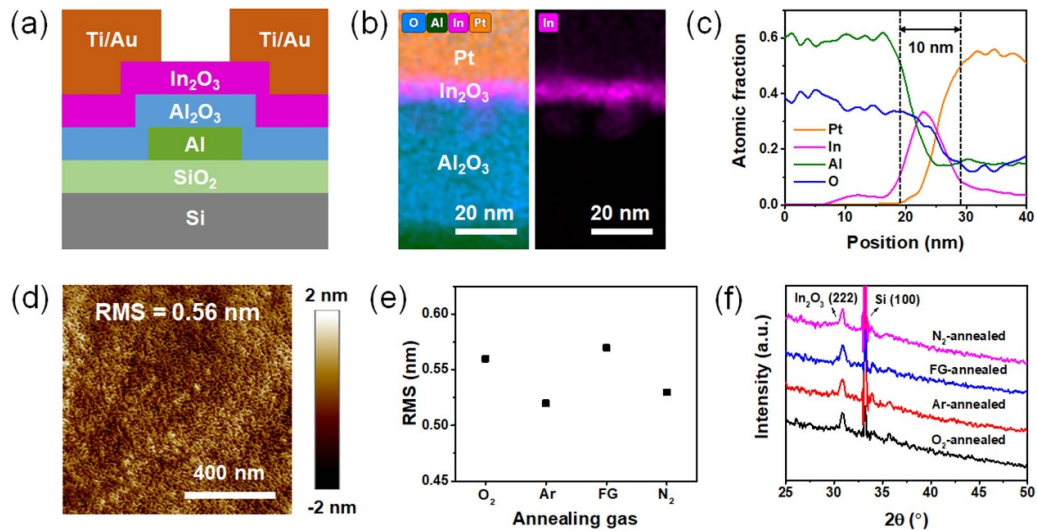 (a)
Ti/Au
Ti/Au
In₂O₃
Al₂O₃
Al
SiO₂
Si
(b)
O Al In Pt
Pt
In₂O₃
Al₂O₃
20 nm
In
20 nm
(c)
Atomic fraction
0.6
0.4
0.2
0.0
10 nm
Pt
In
Al
O
0 10 20 30 40
Position (nm)
(d)
RMS = 0.56 nm
400 nm
2 nm
-2 nm
(e)
RMS (nm)
0.60
0.55
0.50
0.45
O₂ Ar FG N₂
Annealing gas
(f)
Intensity (a.u.)
In₂O₃ (222)
Si (100)
N₂-annealed
FG-annealed
Ar-annealed
O₂-annealed
25 30 35 40 45 50
2θ (°)